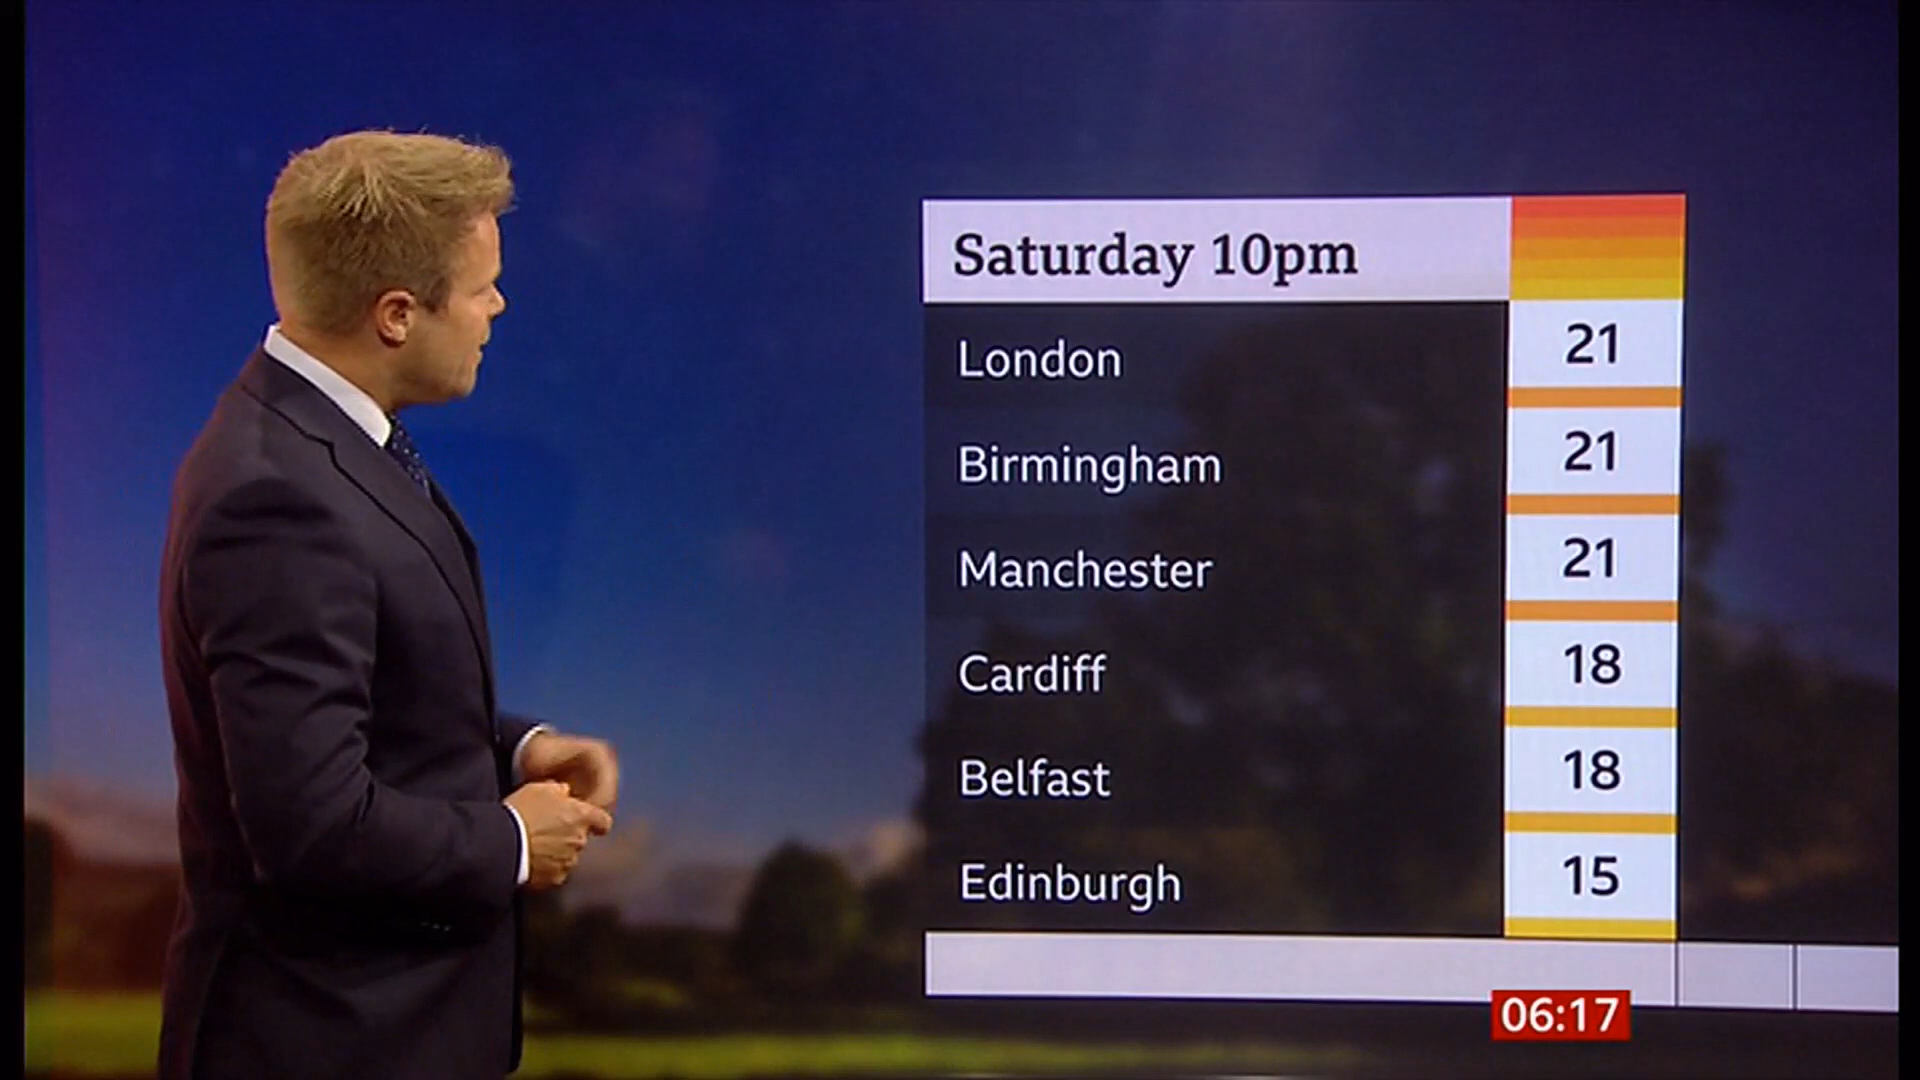 Saturday 10pm
London 21
Birmingham 21
Manchester 21
Cardiff 18
Belfast 18
Edinburgh 15
06:17